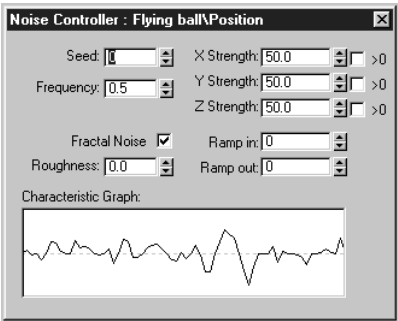 Noise Controller : Flying ball\Position
Seed: 0 X Strength: 50.0 >0
Frequency: 0.5 Y Strength: 50.0 >0
Z Strength: 50.0 >0
Fractal Noise Ramp in: 0
Roughness: 0.0 Ramp out: 0
Characteristic Graph: